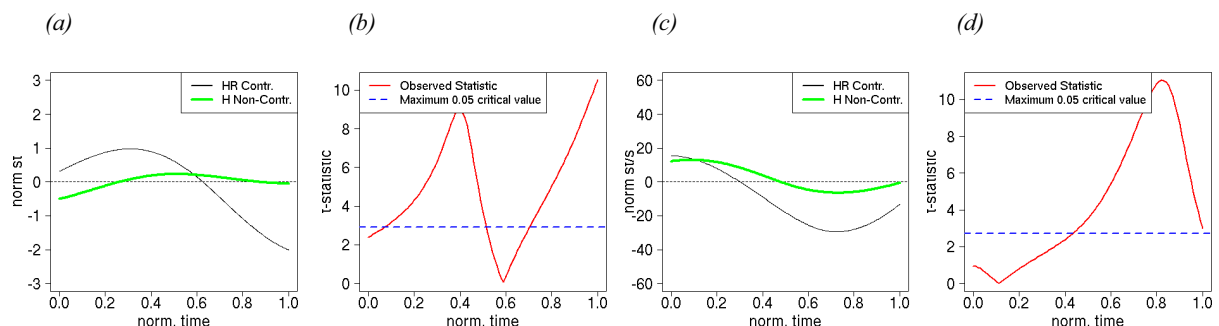 (a)
(b)
(c)
(d)
HR Contr.
H Non-Contr.
norm st
3
2
1
0
-1
-2
-3
0.0 0.2 0.4 0.6 0.8 1.0
norm. time
Observed Statistic
Maximum 0.05 critical value
t-statistic
10
8
6
4
2
0
0.0 0.2 0.4 0.6 0.8 1.0
norm. time
HR Contr.
H Non-Contr.
norm st/s
60
40
20
0
-20
-40
-60
0.0 0.2 0.4 0.6 0.8 1.0
norm. time
Observed Statistic
Maximum 0.05 critical value
t-statistic
10
8
6
4
2
0
0.0 0.2 0.4 0.6 0.8 1.0
norm. time